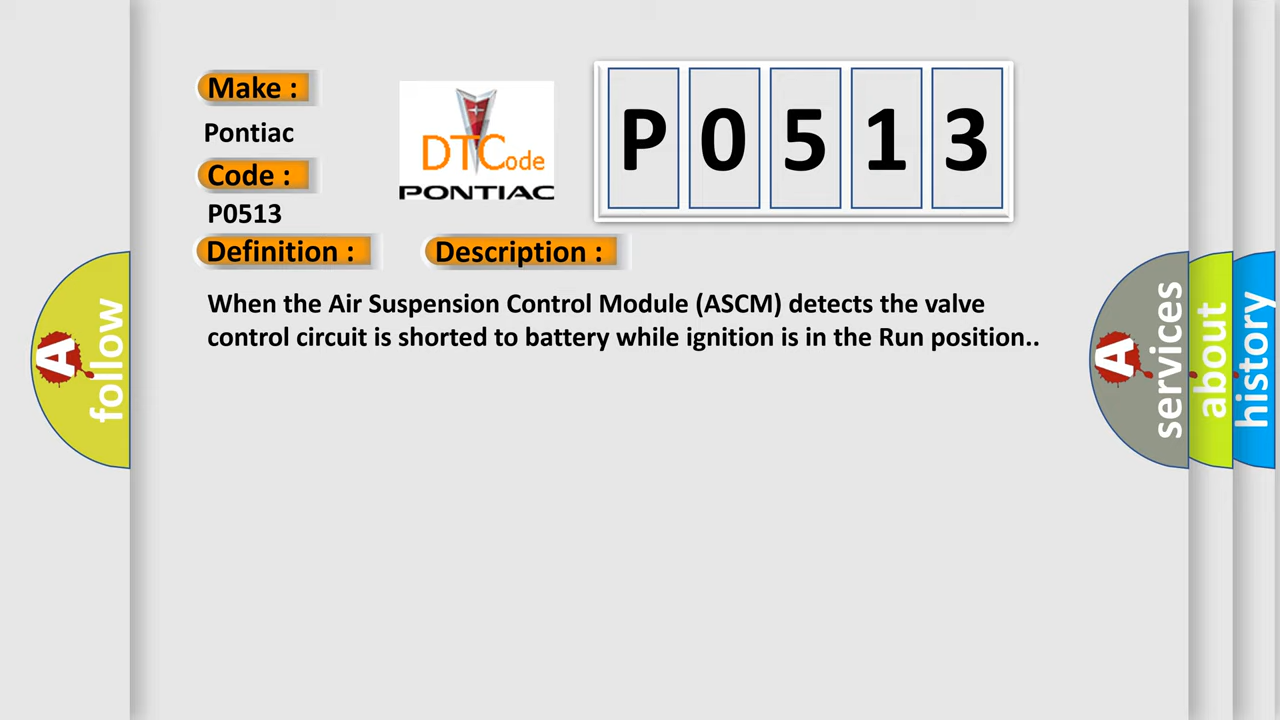 Make :
Pontiac
Code :
P0513
Definition :
Description :
When the Air Suspension Control Module (ASCM) detects the valve
control circuit is shorted to battery while ignition is in the Run position..
DTCode
PONTIAC
P 0 5 1 3
A follow
A services
about
history